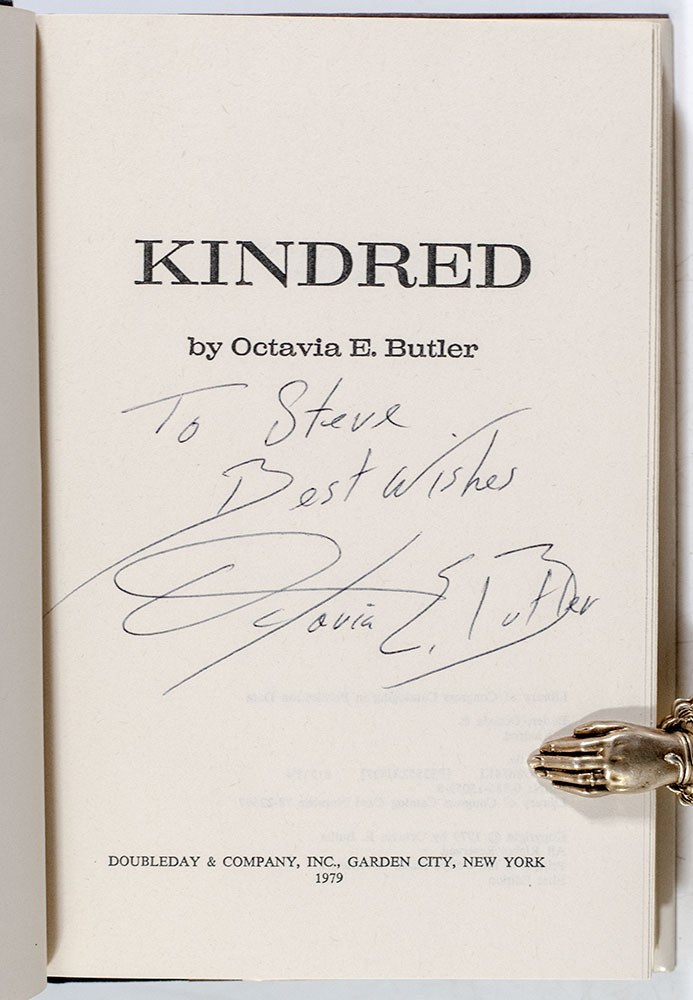 KINDRED
by Octavia E. Butler
To Steve
Best Wishes
Octavia E. Butler
DOUBLEDAY & COMPANY, INC., GARDEN CITY, NEW YORK
1979